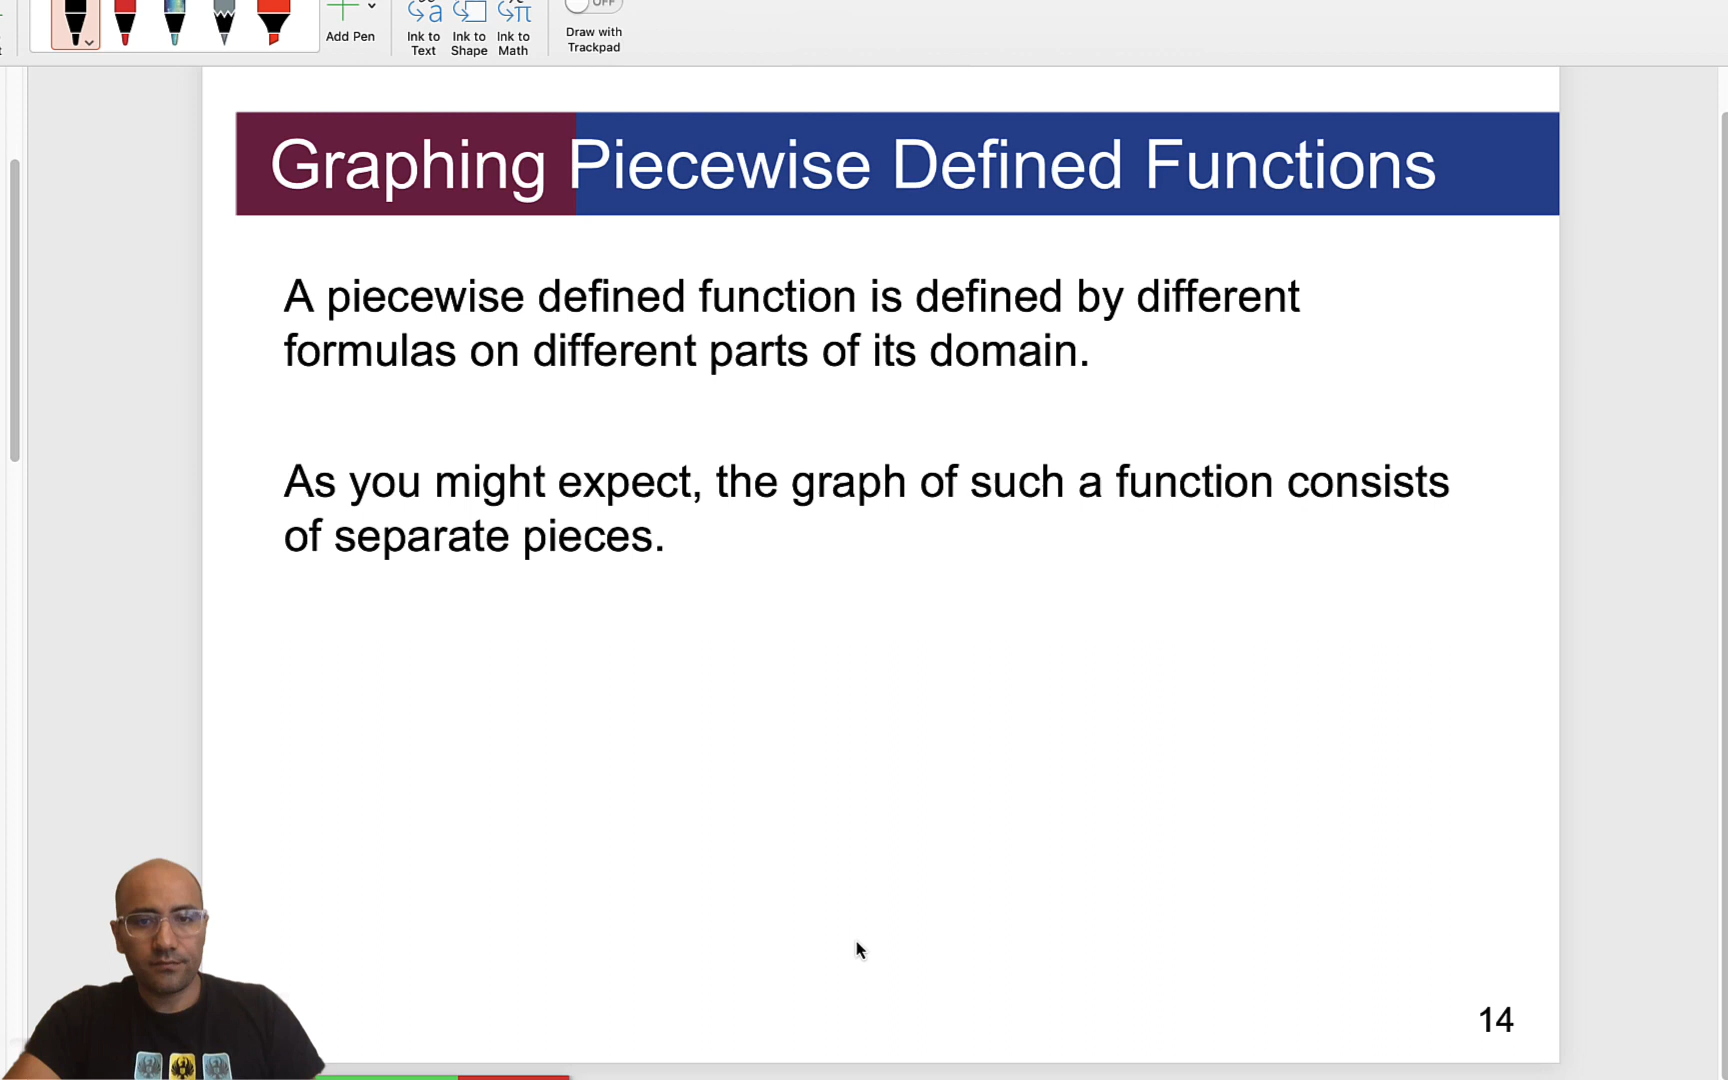 OFF
Add Pen
Ink to
Text
Ink to
Shape
Ink to
Math
Draw with
Trackpad
Graphing Piecewise Defined Functions
A piecewise defined function is defined by different
formulas on different parts of its domain.
As you might expect, the graph of such a function consists
of separate pieces.
14